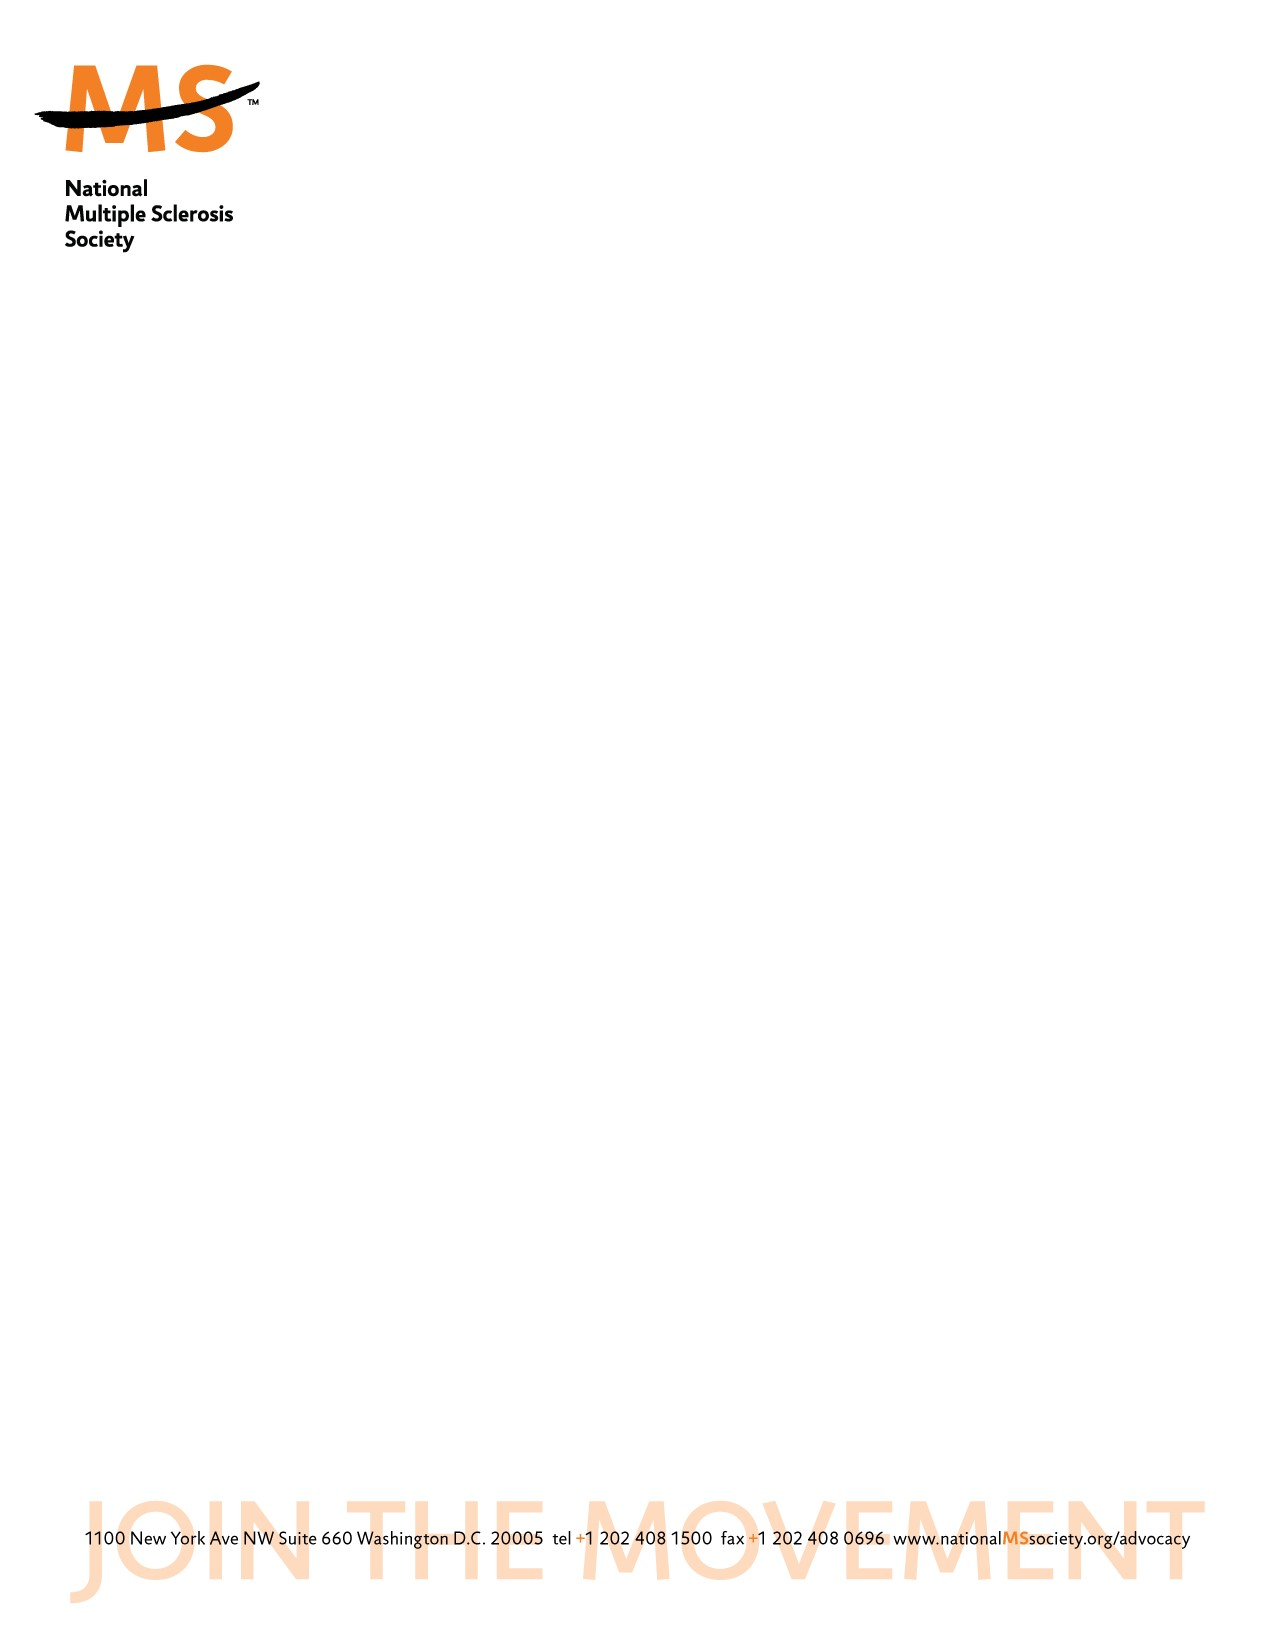 MS™
National
Multiple Sclerosis
Society
JOIN THE MOVEMENT
1100 New York Ave NW Suite 660 Washington D.C. 20005 tel +1 202 408 1500 fax +1 202 408 0696 www.nationalMSsociety.org/advocacy